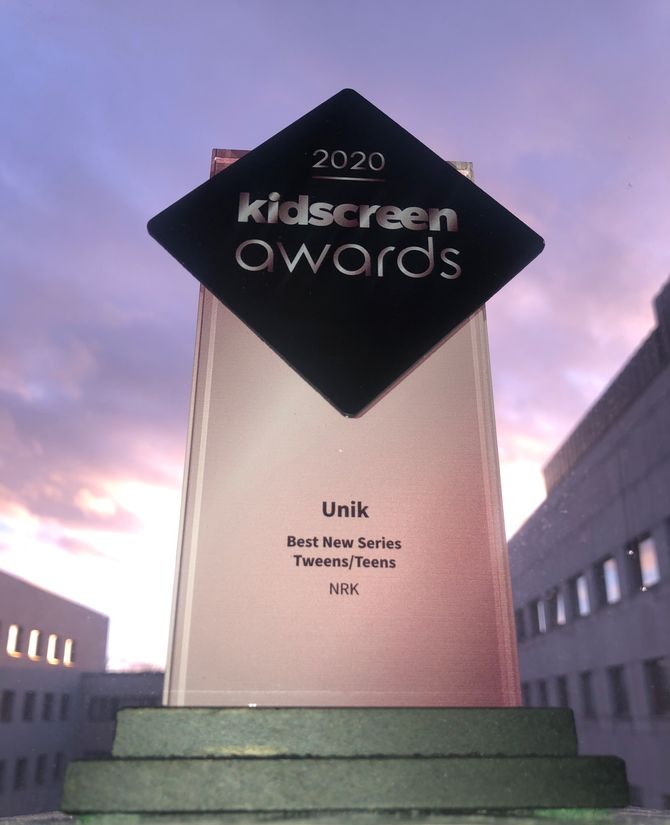 2020
kidscreen
awards
Unik
Best New Series
Tweens/Teens
NRK